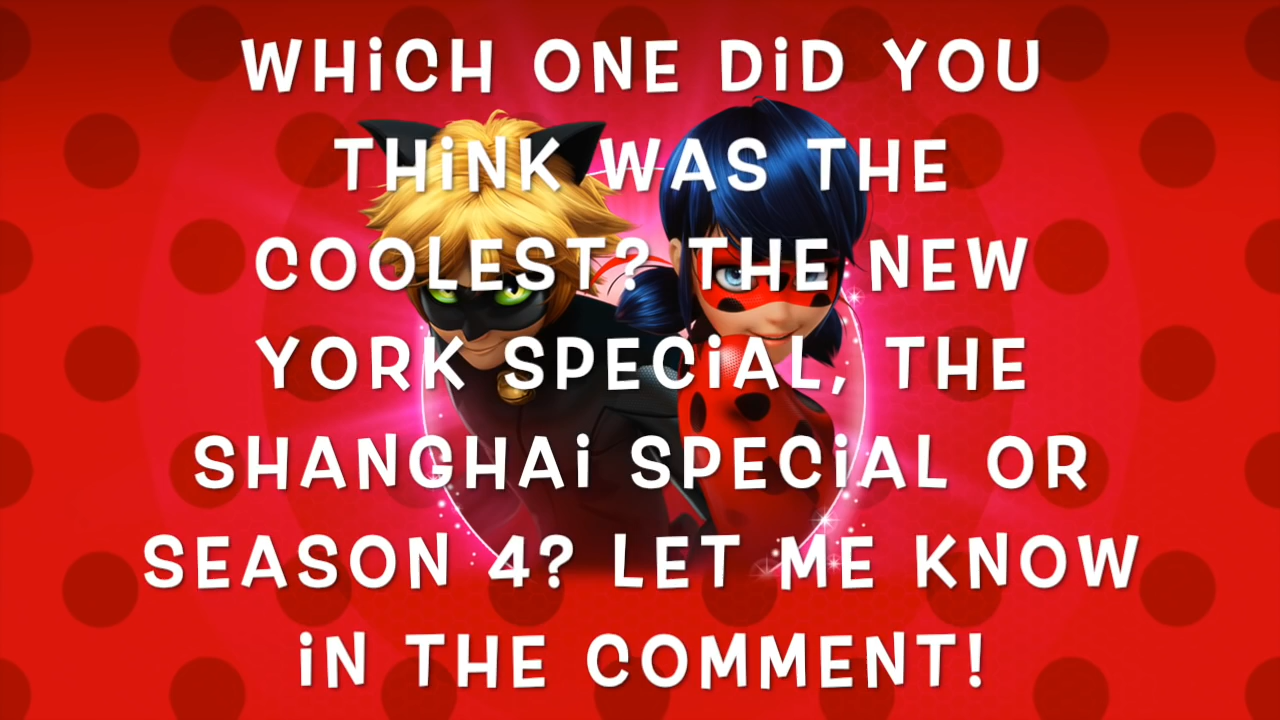 WHiCH ONE DiD YOU
THiNK WAS THE
COOLEST? THE NEW
YORK SPECiAL, THE
SHANGHAi SPECiAL OR
SEASON 4? LET ME KNOW
iN THE COMMENT!